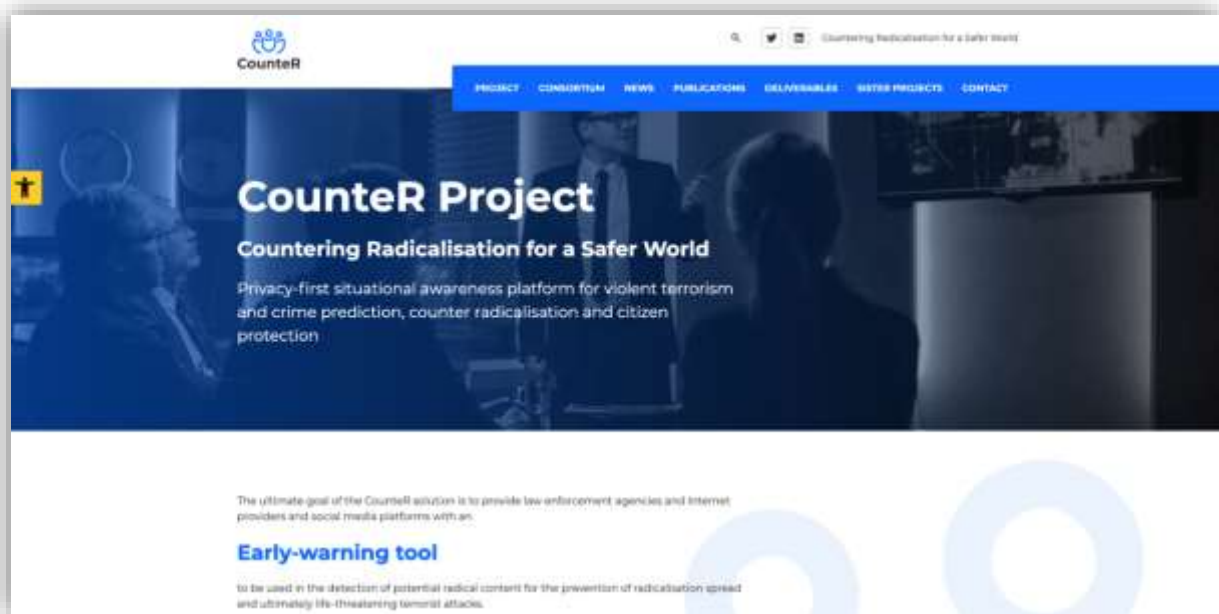 CounteR
Countering Radicalisation for a Safer World
PROJECT CONSORTIUM NEWS PUBLICATIONS DELIVERABLES SISTER PROJECTS CONTACT
CounteR Project
Countering Radicalisation for a Safer World
Privacy-first situational awareness platform for violent terrorism
and crime prediction, counter radicalisation and citizen
protection
The ultimate goal of the CounteR solution is to provide law enforcement agencies and Internet
providers and social media platforms with an
Early-warning tool
to be used in the detection of potential radical content for the prevention of radicalisation spread
and ultimately life-threatening terrorist attacks.